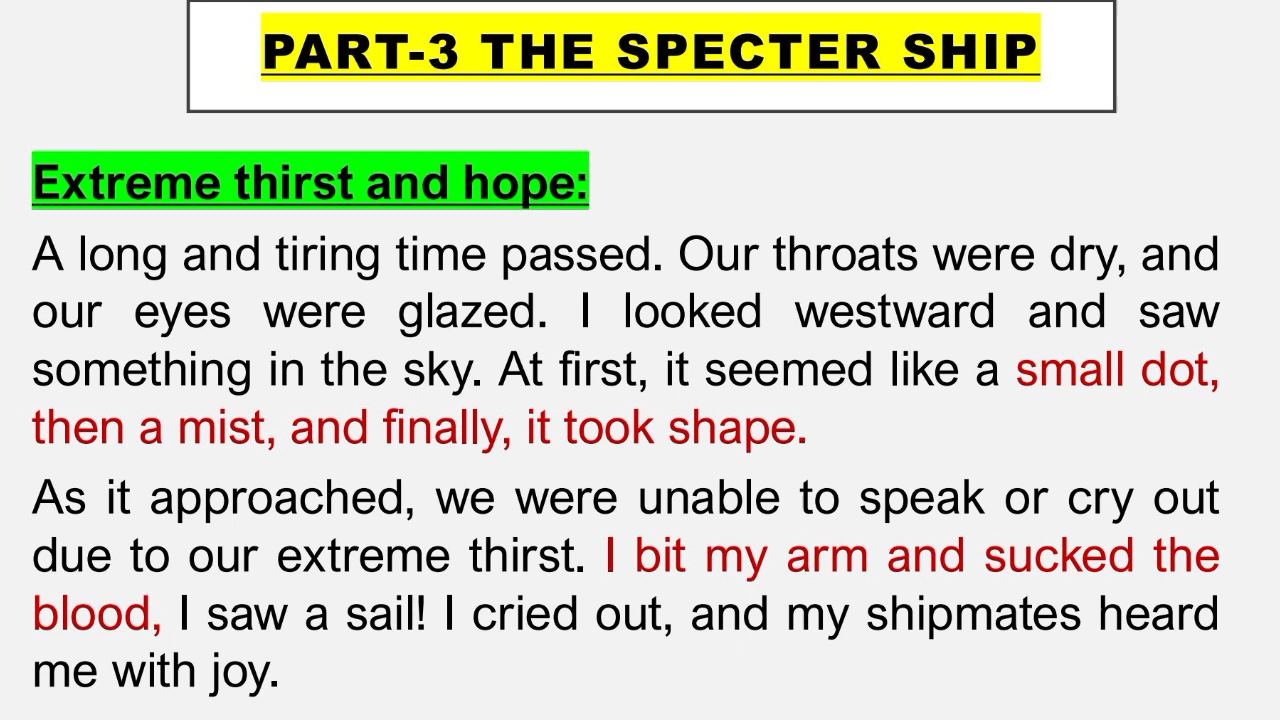 PART-3 THE SPECTER SHIP
Extreme thirst and hope:
A long and tiring time passed. Our throats were dry, and
our eyes were glazed. I looked westward and saw
something in the sky. At first, it seemed like a small dot,
then a mist, and finally, it took shape.
As it approached, we were unable to speak or cry out
due to our extreme thirst. I bit my arm and sucked the
blood, I saw a sail! I cried out, and my shipmates heard
me with joy.